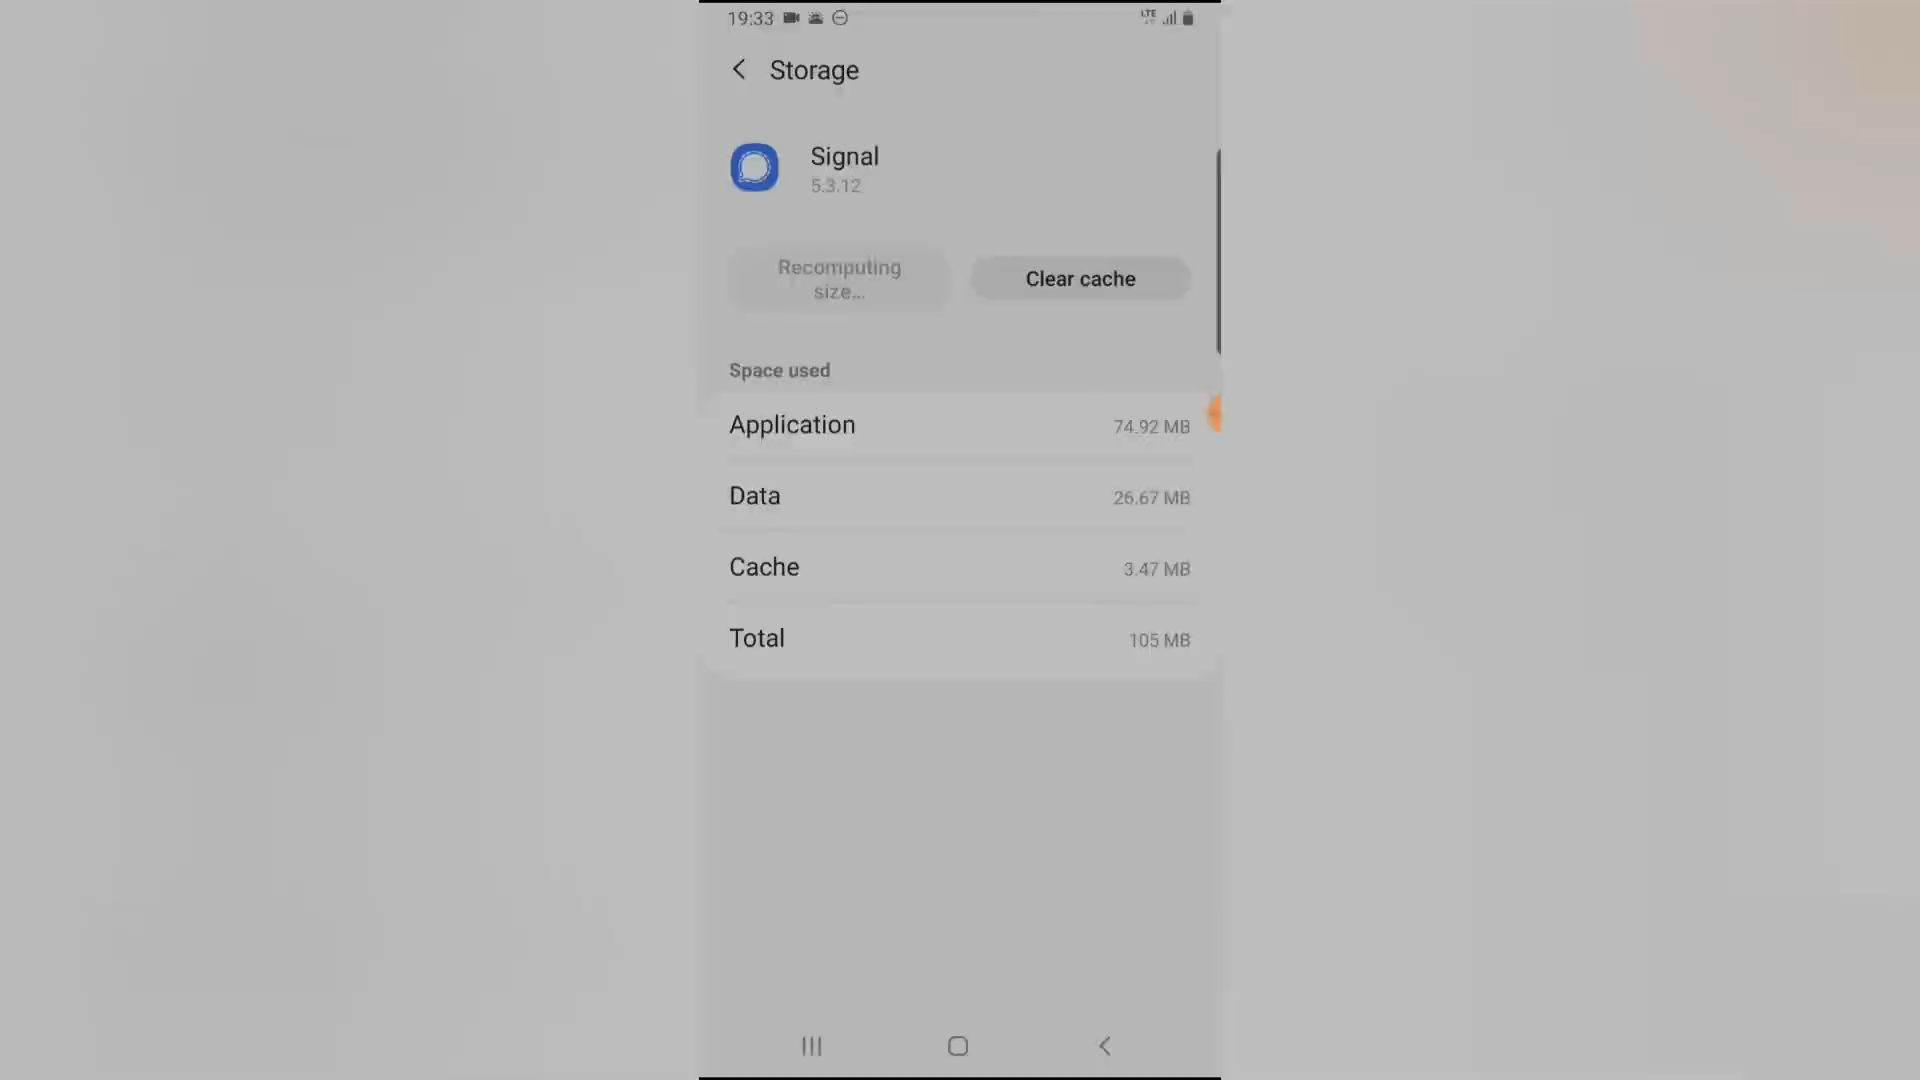 19:33
LTE
Storage
Signal
5.3.12
Recomputing
size...
Clear cache
Space used
Application 74.92 MB
Data 26.67 MB
Cache 3.47 MB
Total 105 MB